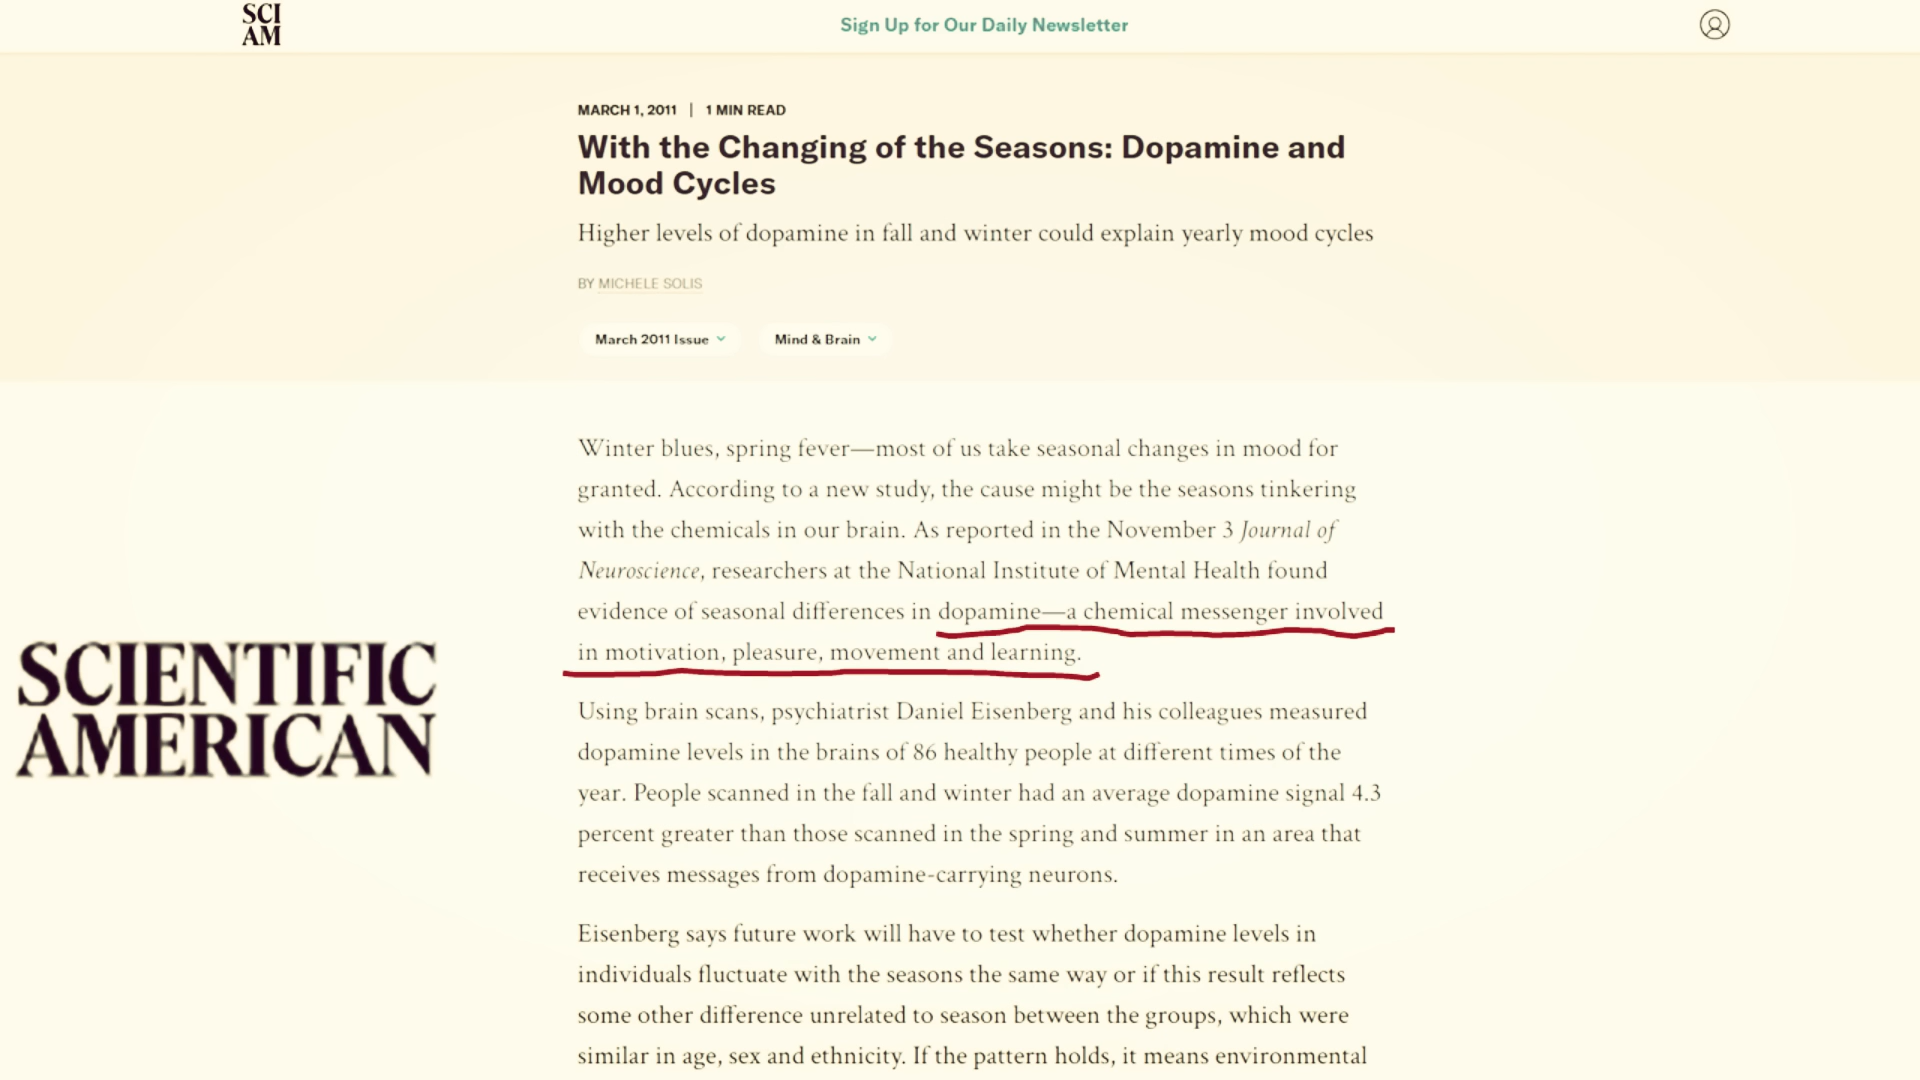 SCI
AM
Sign Up for Our Daily Newsletter
MARCH 1, 2011 | 1 MIN READ
With the Changing of the Seasons: Dopamine and
Mood Cycles
Higher levels of dopamine in fall and winter could explain yearly mood cycles
BY MICHELE SOLIS
March 2011 Issue
Mind & Brain
Winter blues, spring fever—most of us take seasonal changes in mood for
granted. According to a new study, the cause might be the seasons tinkering
with the chemicals in our brain. As reported in the November 3 Journal of
Neuroscience, researchers at the National Institute of Mental Health found
evidence of seasonal differences in dopamine—a chemical messenger involved
in motivation, pleasure, movement and learning.
SCIENTIFIC
AMERICAN
Using brain scans, psychiatrist Daniel Eisenberg and his colleagues measured
dopamine levels in the brains of 86 healthy people at different times of the
year. People scanned in the fall and winter had an average dopamine signal 4.3
percent greater than those scanned in the spring and summer in an area that
receives messages from dopamine-carrying neurons.
Eisenberg says future work will have to test whether dopamine levels in
individuals fluctuate with the seasons the same way or if this result reflects
some other difference unrelated to season between the groups, which were
similar in age, sex and ethnicity. If the pattern holds, it means environmental